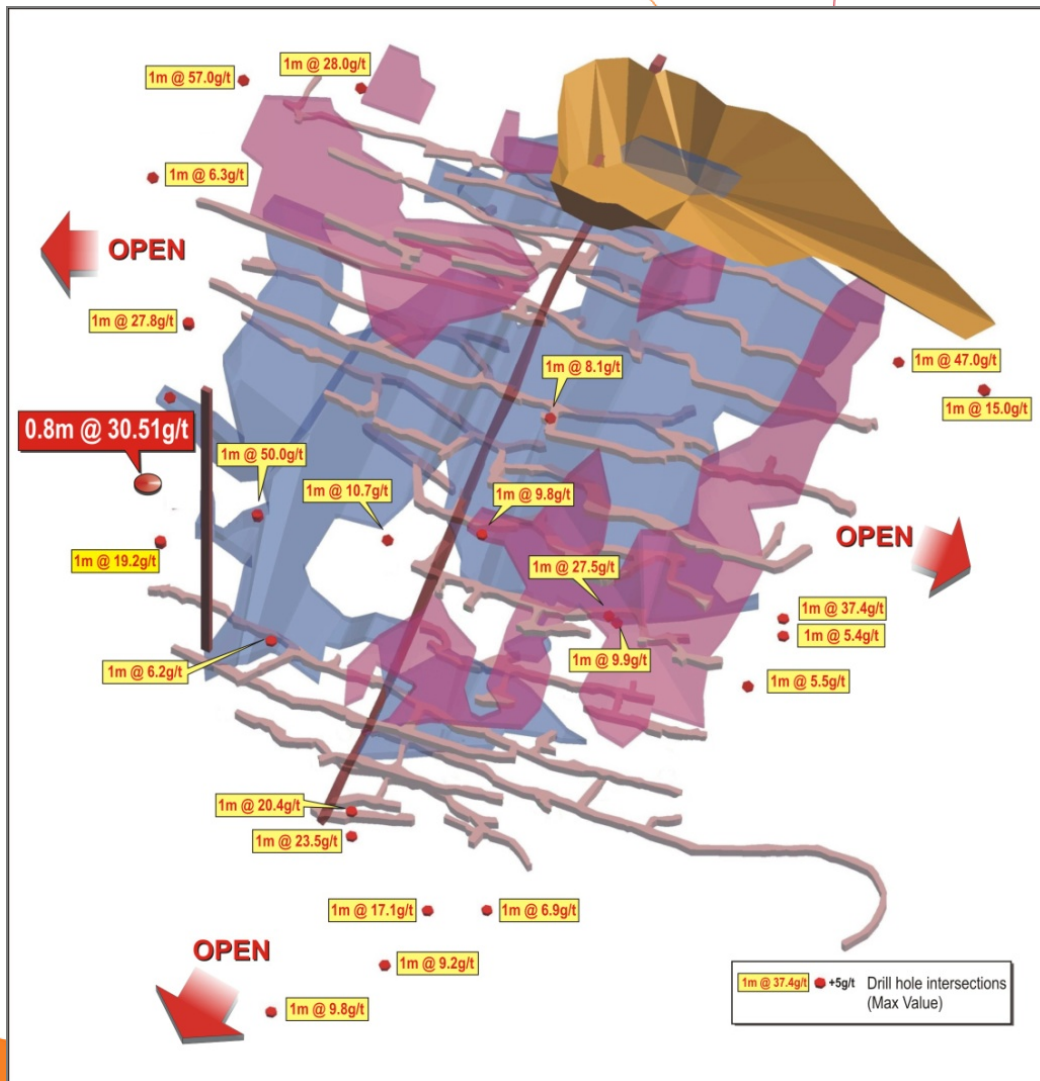 1m @ 28.0g/t
1m @ 57.0g/t
1m @ 6.3g/t
OPEN
1m @ 27.8g/t
1m @ 47.0g/t
1m @ 8.1g/t
1m @ 15.0g/t
0.8m @ 30.51g/t
1m @ 50.0g/t
1m @ 10.7g/t
1m @ 9.8g/t
OPEN
1m @ 19.2g/t
1m @ 27.5g/t
1m @ 37.4g/t
1m @ 5.4g/t
1m @ 9.9g/t
1m @ 6.2g/t
1m @ 5.5g/t
1m @ 20.4g/t
1m @ 23.5g/t
1m @ 17.1g/t
1m @ 6.9g/t
OPEN
1m @ 9.2g/t
1m @ 9.8g/t
1m @ 37.4g/t +5g/t Drill hole intersections
(Max Value)